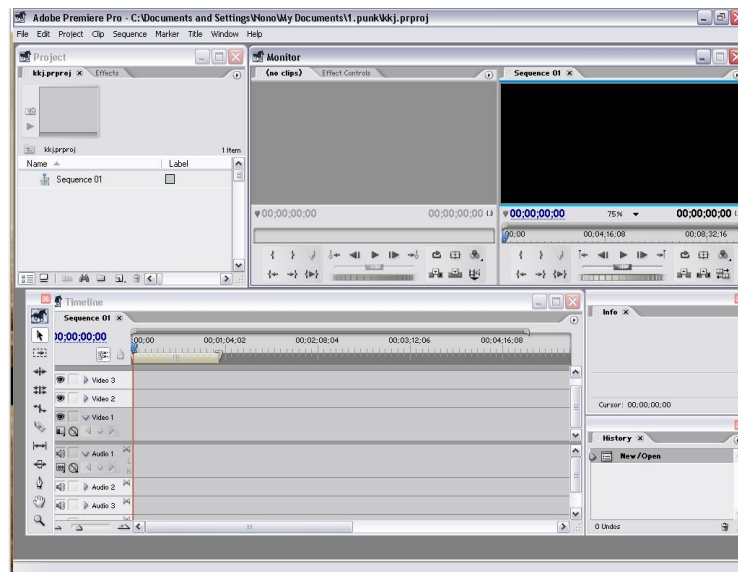 Adobe Premiere Pro - C:\Documents and Settings\Nono\My Documents\1.punk\kkj.prproj
File Edit Project Clip Sequence Marker Title Window Help
Project
kkj.prproj Effects
kkj.prproj 1 Item
Name Label
Sequence 01
Monitor
(no clips) Effect Controls
00;00;00;00 00;00;00;00
Sequence 01
00;00;00;00 75% 00;00;00;00
00;00 00;04;16;08 00;08;32;16
Timeline
Sequence 01
00;00;00;00
;00;00 00;01;04;02 00;02;08;04 00;03;12;06 00;04;16;08
Video 3
Video 2
Video 1
Audio 1
L
R
Audio 2
Audio 3
Info
Cursor: 00;00;00;00
History
New/Open
0 Undos